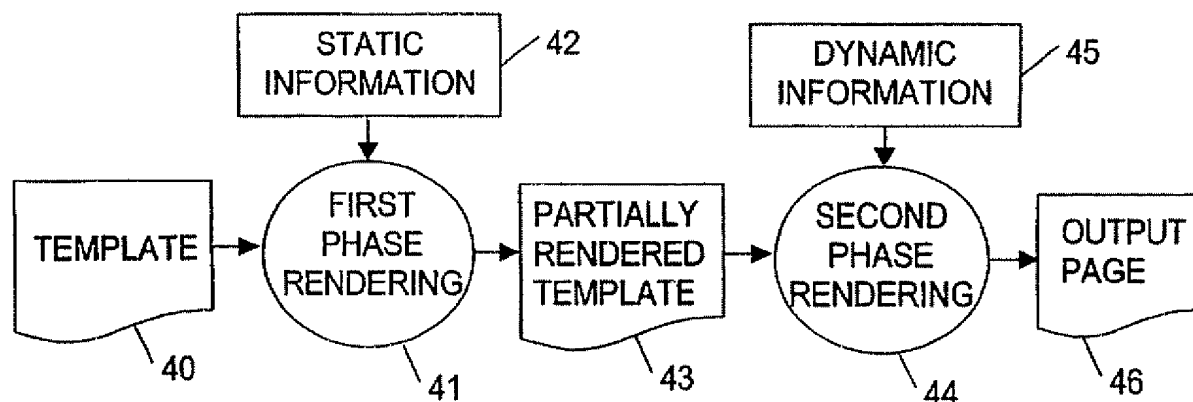 STATIC
INFORMATION
42
DYNAMIC
INFORMATION
45
TEMPLATE
40
FIRST
PHASE
RENDERING
41
PARTIALLY
RENDERED
TEMPLATE
43
SECOND
PHASE
RENDERING
44
OUTPUT
PAGE
46